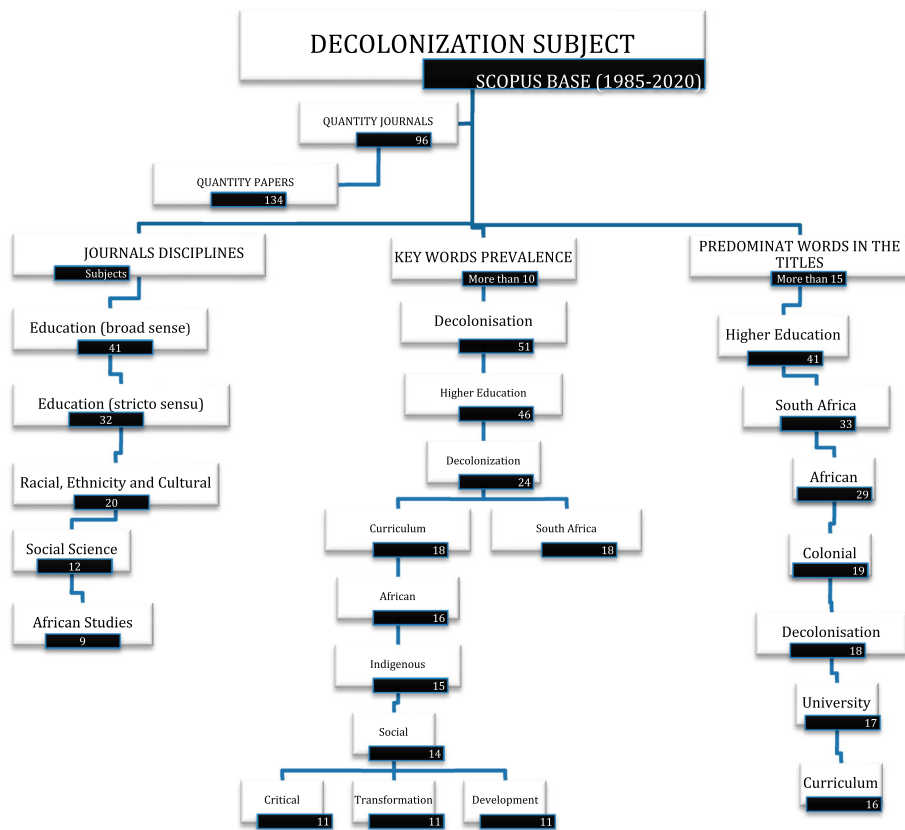 DECOLONIZATION SUBJECT
SCOPUS BASE (1985-2020)
QUANTITY JOURNALS
96
QUANTITY PAPERS
134
JOURNALS DISCIPLINES
Subjects
Education (broad sense)
41
Education (stricto sensu)
32
Racial, Ethnicity and Cultural
20
Social Science
12
African Studies
9
KEY WORDS PREVALENCE
More than 10
Decolonisation
51
Higher Education
46
Decolonization
24
Curriculum
18
South Africa
18
African
16
Indigenous
15
Social
14
Critical
11
Transformation
11
Development
11
PREDOMINAT WORDS IN THE
TITLES
More than 15
Higher Education
41
South Africa
33
African
29
Colonial
19
Decolonisation
18
University
17
Curriculum
16